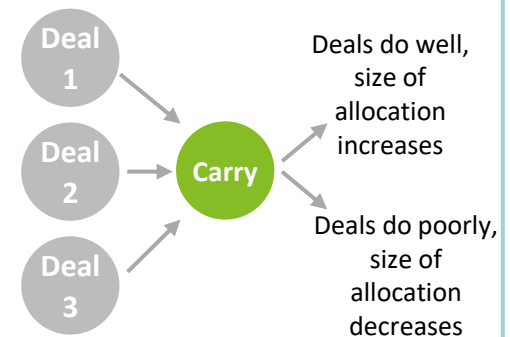 Deal
1
Deal
2
Deal
3
Carry
Deals do well,
size of
allocation
increases
Deals do poorly,
size of
allocation
decreases